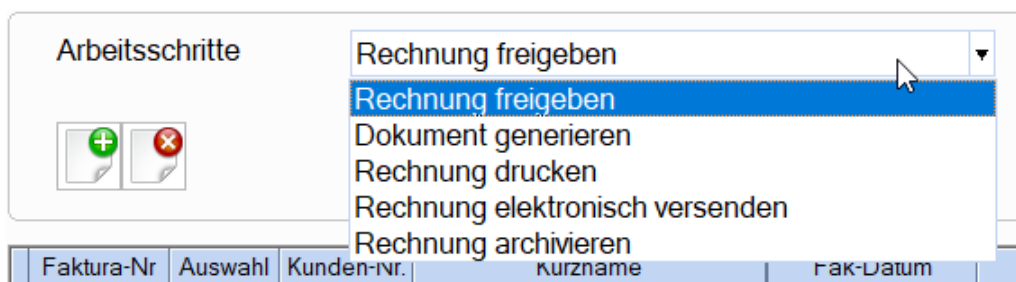 Arbeitsschritte
Rechnung freigeben
Rechnung freigeben
Dokument generieren
Rechnung drucken
Rechnung elektronisch versenden
Rechnung archivieren
Faktura-Nr Auswahl Kunden-Nr. Kurzname Fak-Datum